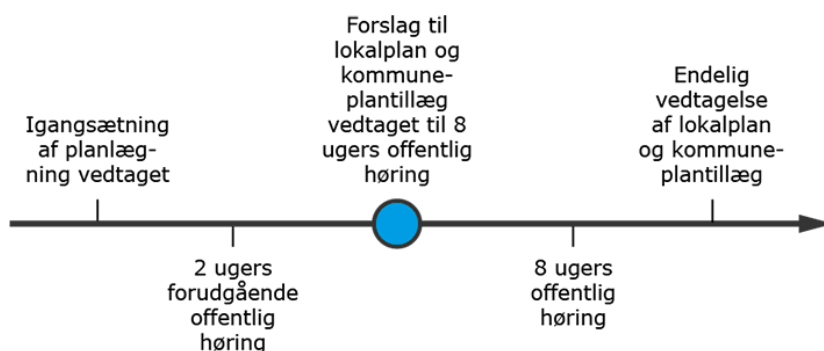 Igangsætning
af planlæg-
ning vedtaget
2 ugers
forudgående
offentlig
høring
Forslag til
lokalplan og
kommune-
plantillæg
vedtaget til 8
ugers offentlig
høring
8 ugers
offentlig
høring
Endelig
vedtagelse
af lokalplan
og kommune-
plantillæg